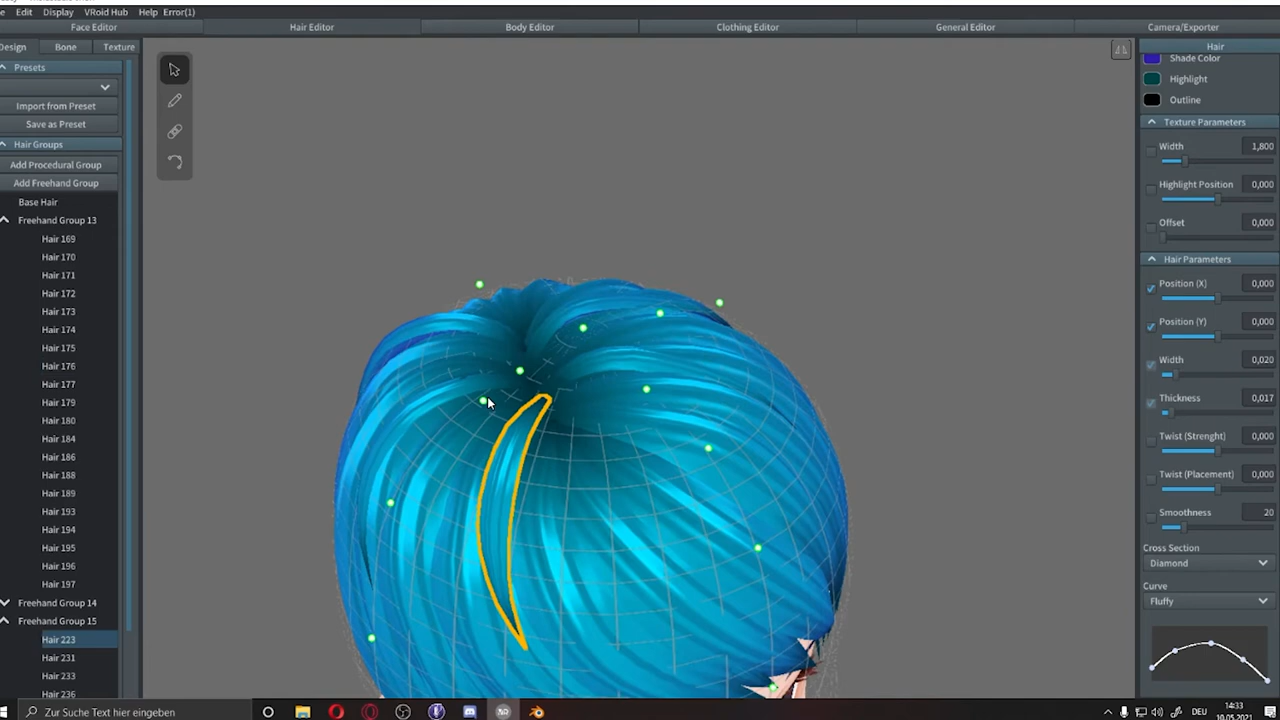 Edit Display VRoid Hub Help Error(1)
Face Editor Hair Editor Body Editor Clothing Editor General Editor Camera/Exporter
Design Bone Texture
Presets
Import from Preset
Save as Preset
Hair Groups
Add Procedural Group
Add Freehand Group
Base Hair
Freehand Group 13
Hair 169
Hair 170
Hair 171
Hair 172
Hair 173
Hair 174
Hair 175
Hair 176
Hair 177
Hair 179
Hair 180
Hair 184
Hair 186
Hair 188
Hair 189
Hair 193
Hair 194
Hair 195
Hair 196
Hair 197
Freehand Group 14
Freehand Group 15
Hair 223
Hair 231
Hair 233
Hair 236
Hair
Shade Color
Highlight
Outline
Texture Parameters
Width 1,800
Highlight Position 0,000
Offset 0,000
Hair Parameters
Position (X) 0,000
Position (Y) 0,000
Width 0,020
Thickness 0,017
Twist (Strenght) 0,000
Twist (Placement) 0,000
Smoothness 20
Cross Section
Diamond
Curve
Fluffy
Zur Suche Text hier eingeben
DEU
14:33
10.05.2021